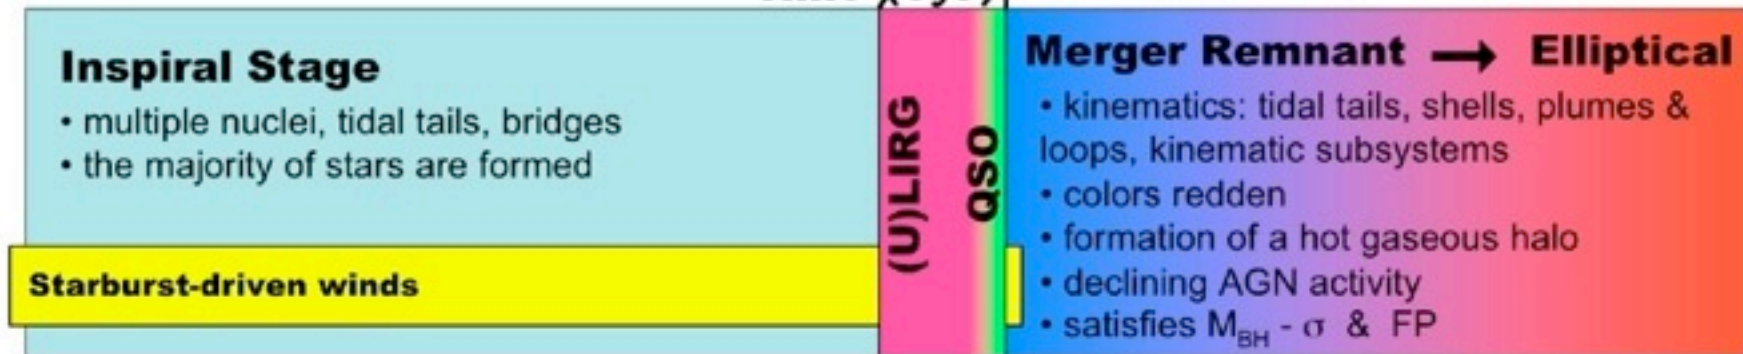 Inspiral Stage
• multiple nuclei, tidal tails, bridges
• the majority of stars are formed
Starburst-driven winds
(U)LIRG
QSO
Merger Remnant → Elliptical
• kinematics: tidal tails, shells, plumes &
loops, kinematic subsystems
• colors redden
• formation of a hot gaseous halo
• declining AGN activity
• satisfies M_BH - σ & FP